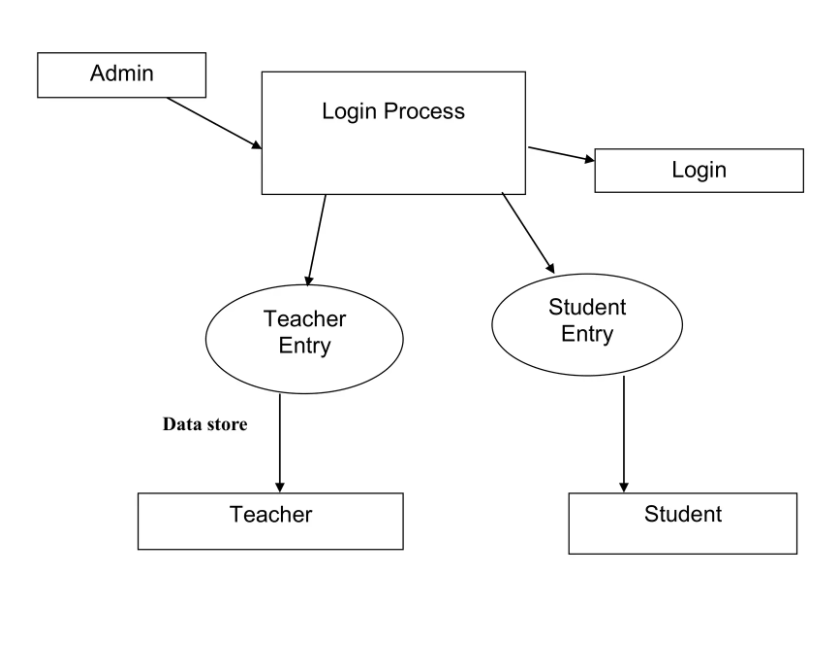 Admin
Login Process
Login
Teacher
Entry
Student
Entry
Data store
Teacher
Student